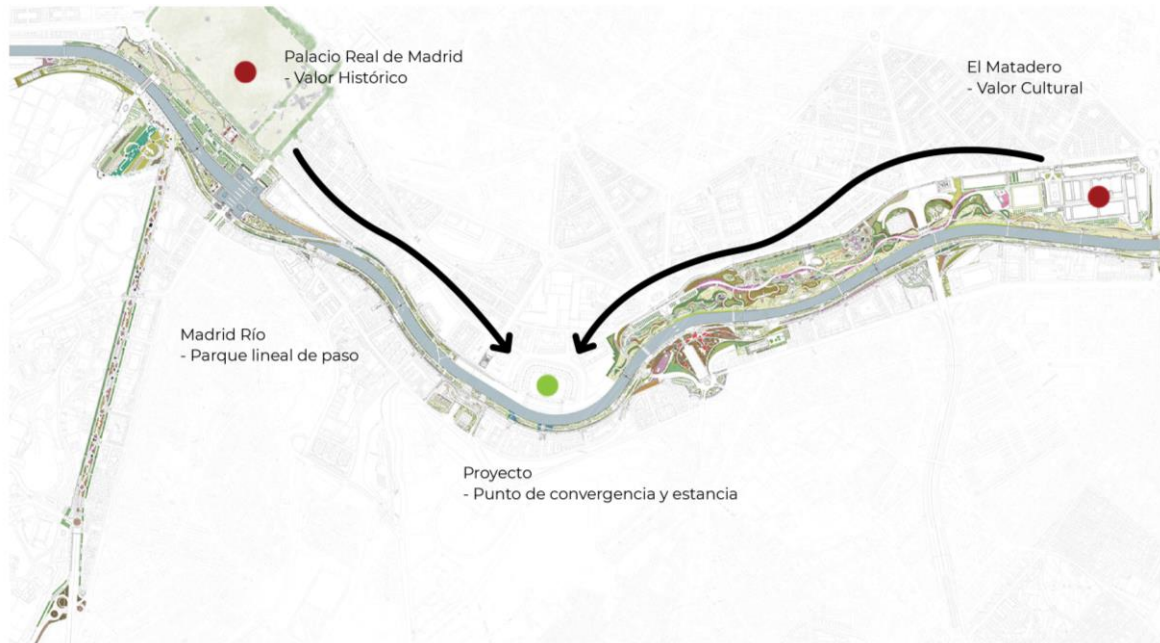 Palacio Real de Madrid
- Valor Histórico
El Matadero
- Valor Cultural
Madrid Río
- Parque lineal de paso
Proyecto
- Punto de convergencia y estancia